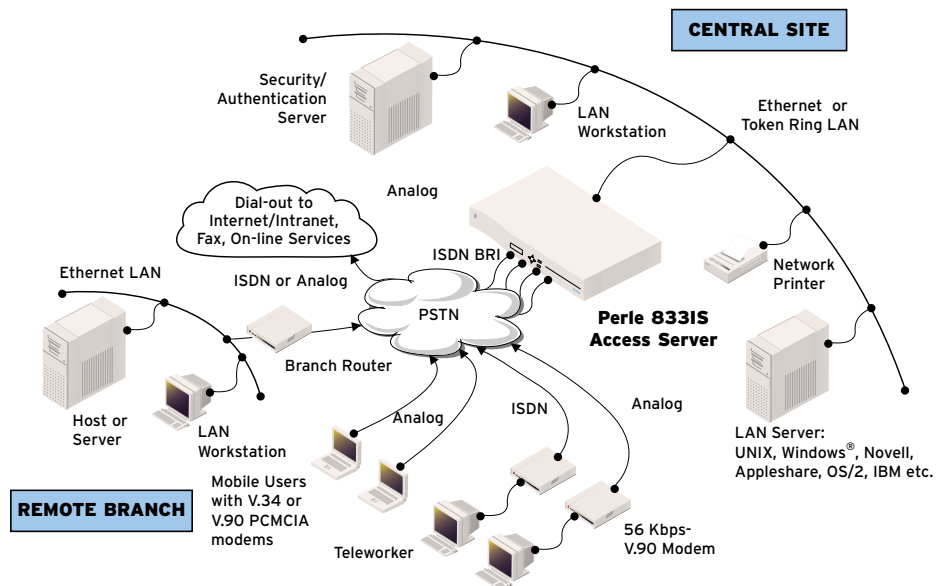 CENTRAL SITE
Security/
Authentication
Server
LAN
Workstation
Ethernet or
Token Ring LAN
Analog
Dial-out to
Internet/Intranet,
Fax, On-line Services
ISDN BRI
Ethernet LAN
ISDN or Analog
Network
Printer
PSTN
Perle 833IS
Access Server
Branch Router
Host or
Server
LAN
Workstation
Analog
ISDN
Analog
LAN Server:
UNIX, Windows®, Novell,
Appleshare, OS/2, IBM etc.
REMOTE BRANCH
Mobile Users
with V.34 or
V.90 PCMCIA
modems
Teleworker
56 Kbps-
V.90 Modem